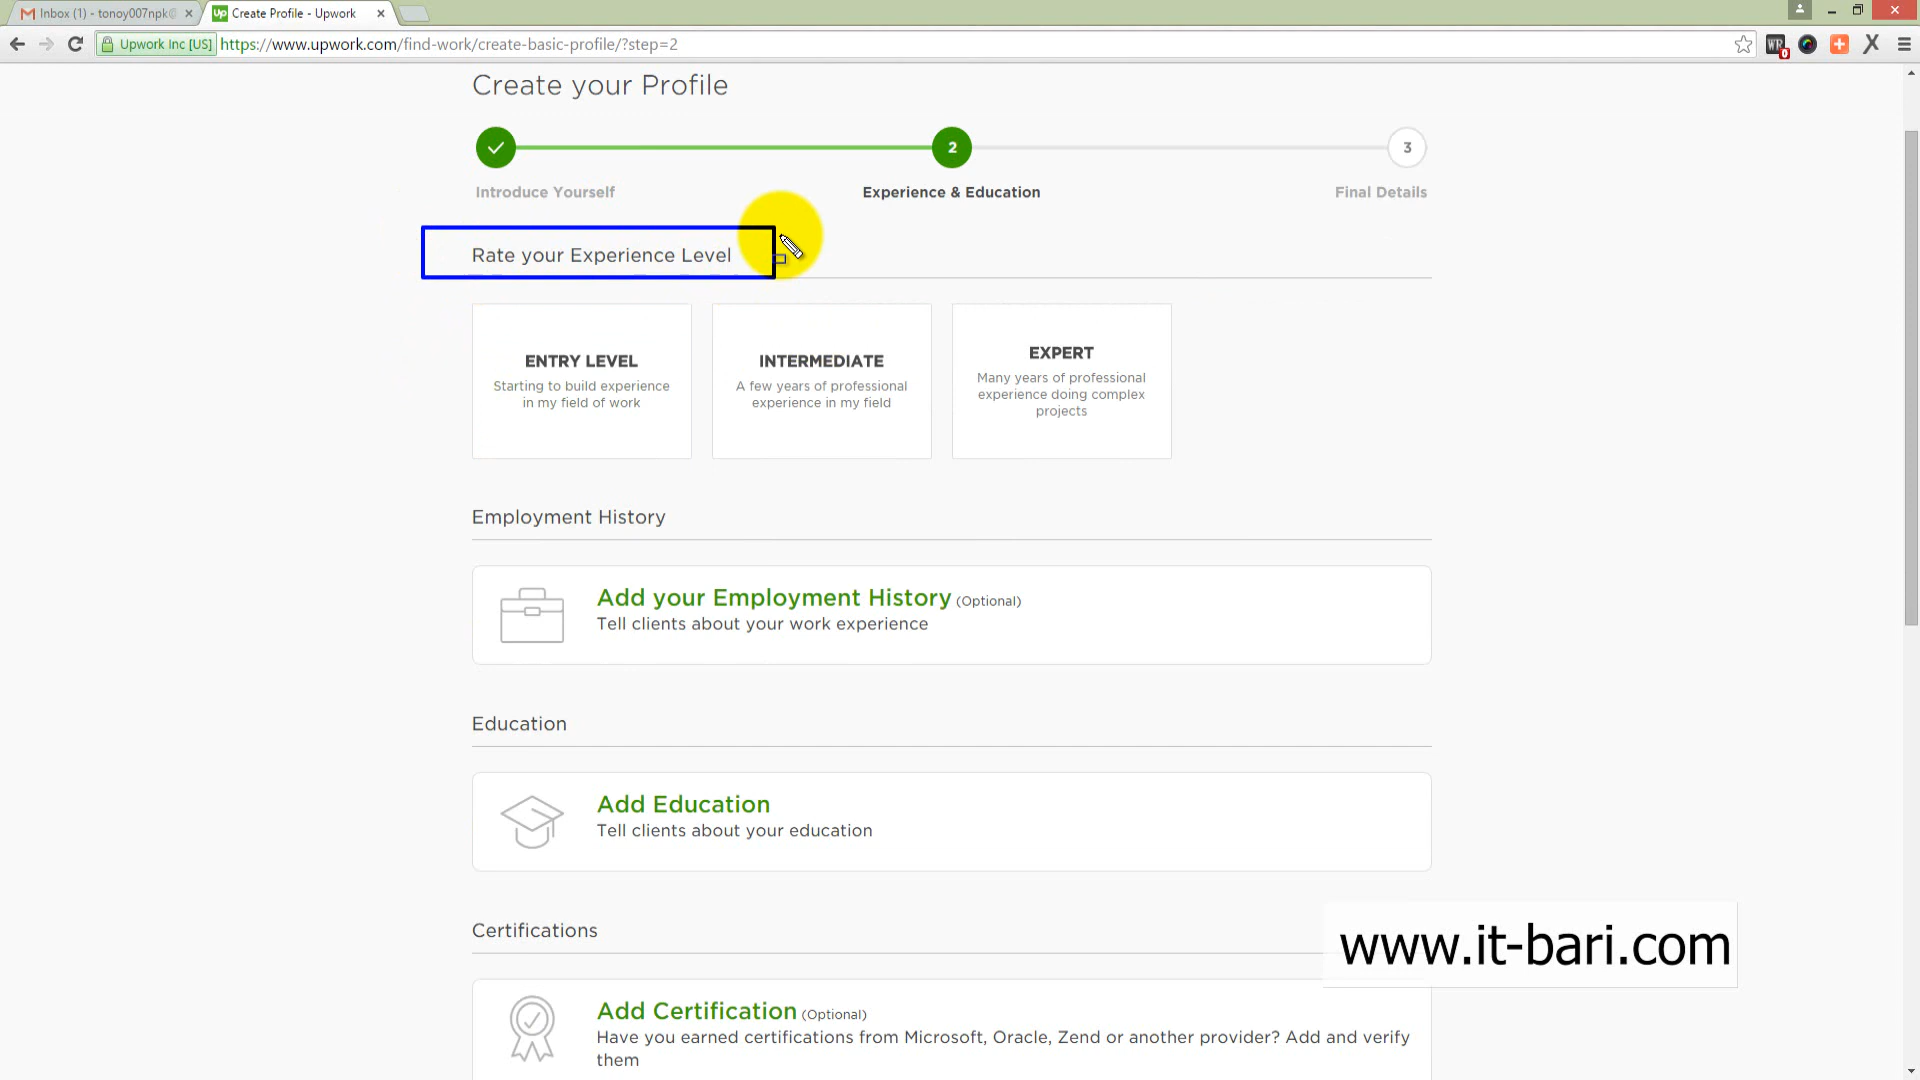 Inbox (1) - tonoy007npk@
Up Create Profile - Upwork
Upwork Inc [US] https://www.upwork.com/find-work/create-basic-profile/?step=2
Create your Profile
2
3
Introduce Yourself
Experience & Education
Final Details
Rate your Experience Level
ENTRY LEVEL
Starting to build experience
in my field of work
INTERMEDIATE
A few years of professional
experience in my field
EXPERT
Many years of professional
experience doing complex
projects
Employment History
Add your Employment History (Optional)
Tell clients about your work experience
Education
Add Education
Tell clients about your education
Certifications
www.it-bari.com
Add Certification (Optional)
Have you earned certifications from Microsoft, Oracle, Zend or another provider? Add and verify
them